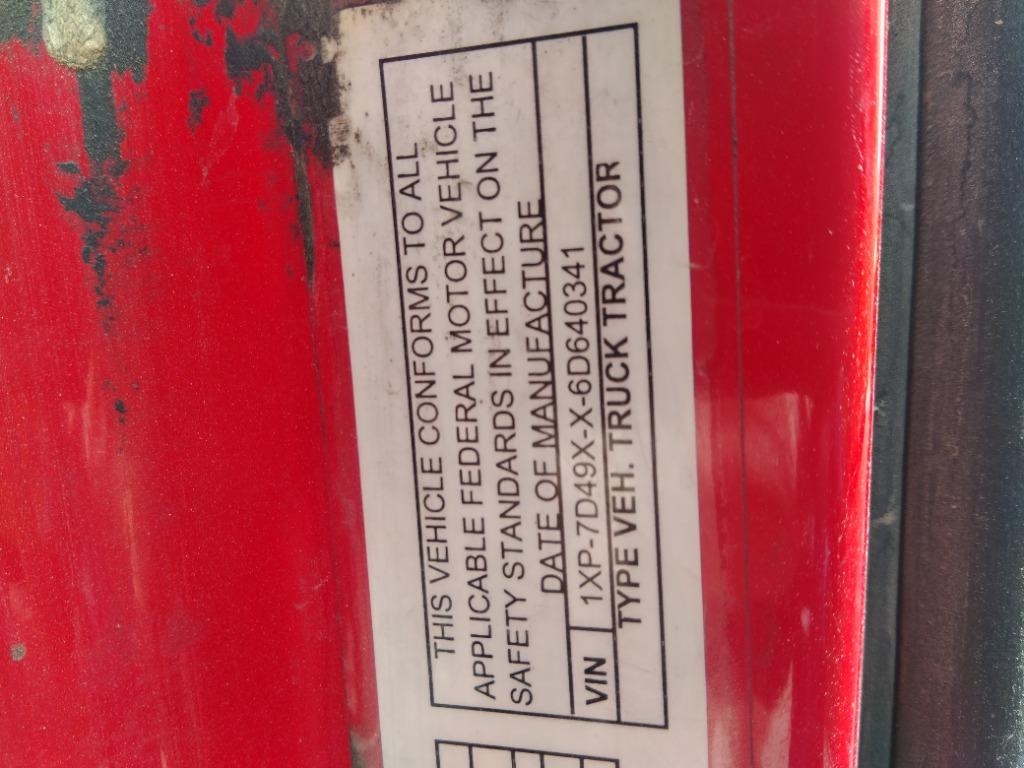 THIS VEHICLE CONFORMS TO ALL
APPLICABLE FEDERAL MOTOR VEHICLE
SAFETY STANDARDS IN EFFECT ON THE
DATE OF MANUFACTURE
VIN 1XP-7D49X-X-6D640341
TYPE VEH. TRUCK TRACTOR